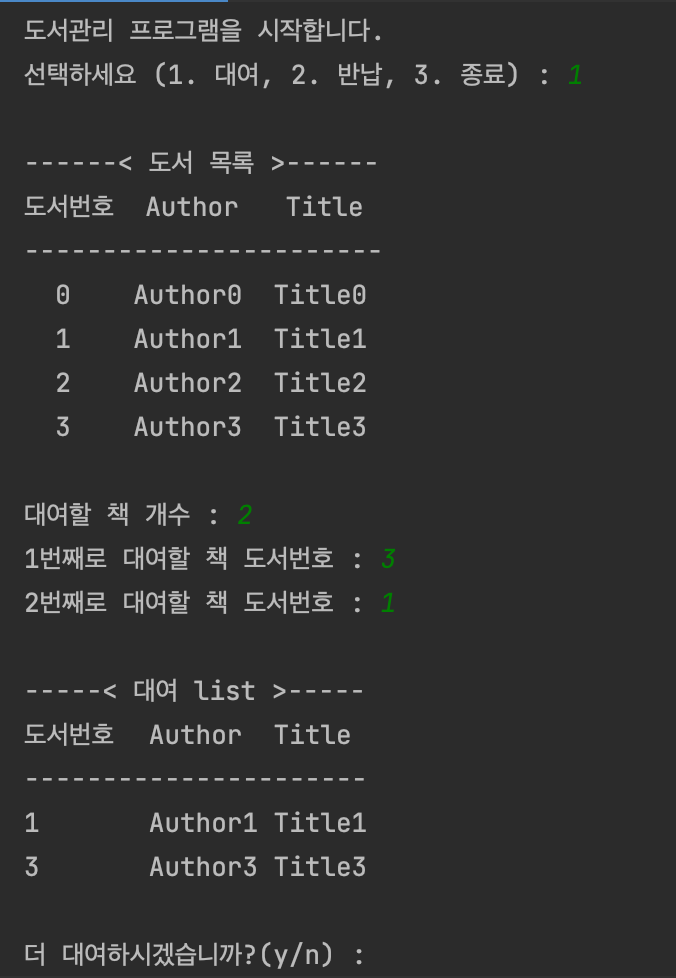 도서관리 프로그램을 시작합니다.
선택하세요 (1. 대여, 2. 반납, 3. 종료) : 1
------< 도서 목록 >------
도서번호  Author   Title
-----------------------
  0    Author0  Title0
  1    Author1  Title1
  2    Author2  Title2
  3    Author3  Title3
대여할 책 개수 : 2
1번째로 대여할 책 도서번호 : 3
2번째로 대여할 책 도서번호 : 1
-----< 대여 list >-----
도서번호  Author  Title
----------------------
1       Author1 Title1
3       Author3 Title3
더 대여하시겠습니까?(y/n) :